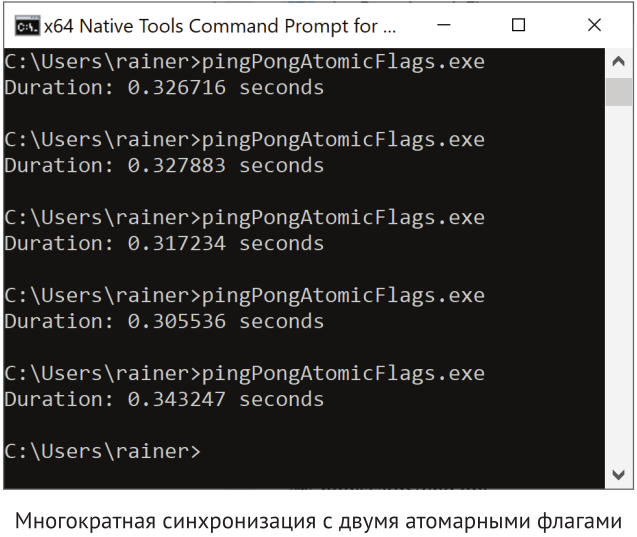 x64 Native Tools Command Prompt for ...
C:\Users\rainer>pingPongAtomicFlags.exe
Duration: 0.326716 seconds
C:\Users\rainer>pingPongAtomicFlags.exe
Duration: 0.327883 seconds
C:\Users\rainer>pingPongAtomicFlags.exe
Duration: 0.317234 seconds
C:\Users\rainer>pingPongAtomicFlags.exe
Duration: 0.305536 seconds
C:\Users\rainer>pingPongAtomicFlags.exe
Duration: 0.343247 seconds
C:\Users\rainer>
Многократная синхронизация с двумя атомарными флагами